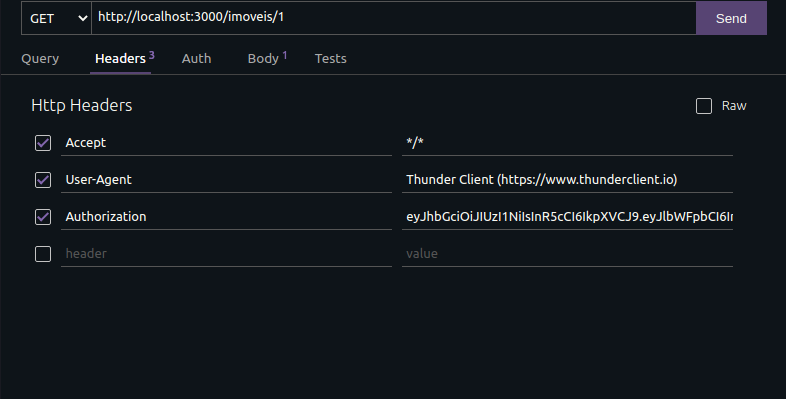 GET http://localhost:3000/imoveis/1 Send
Query Headers 3 Auth Body 1 Tests
Http Headers Raw
Accept */*
User-Agent Thunder Client (https://www.thunderclient.io)
Authorization eyJhbGciOiJIUzI1NiIsInR5cCI6IkpXVCJ9.eyJlbWFpbCI6Ir
header value